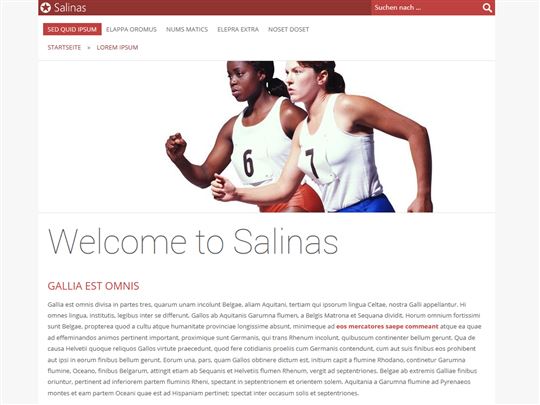 Salinas
Suchen nach ...
SED QUID IPSUM ELAPPA OROMUS NUMS MATICS ELEPRA EXTRA NOSET DOSET
STARTSEITE » LOREM IPSUM
6 7
Welcome to Salinas
GALLIA EST OMNIS
Gallia est omnis divisa in partes tres, quarum unam incolunt Belgae, aliam Aquitani, tertiam qui ipsorum lingua Celtae, nostra Galli appellantur. Hi
omnes lingua, institutis, legibus inter se differunt. Gallos ab Aquitanis Garumna flumen, a Belgis Matrona et Sequana dividit. Horum omnium fortissimi
sunt Belgae, propterea quod a cultu atque humanitate provinciae longissime absunt, minimeque ad eos mercatores saepe commeant atque ea quae
ad effeminandos animos pertinent important, proximique sunt Germanis, qui trans Rhenum incolunt, quibuscum continenter bellum gerunt. Qua de
causa Helvetii quoque reliquos Gallos virtute praecedunt, quod fere cotidianis proeliis cum Germanis contendunt, cum aut suis finibus eos prohibent
aut ipsi in eorum finibus bellum gerunt. Eorum una, pars, quam Gallos obtinere dictum est, initium capit a flumine Rhodano, continetur Garumna
flumine, Oceano, finibus Belgarum, attingit etiam ab Sequanis et Helvetiis flumen Rhenum, vergit ad septentriones. Belgae ab extremis Galliae finibus
oriuntur, pertinent ad inferiorem partem fluminis Rheni, spectant in septentrionem et orientem solem. Aquitania a Garumna flumine ad Pyrenaeos
montes et eam partem Oceani quae est ad Hispaniam pertinet; spectat inter occasum solis et septentriones.